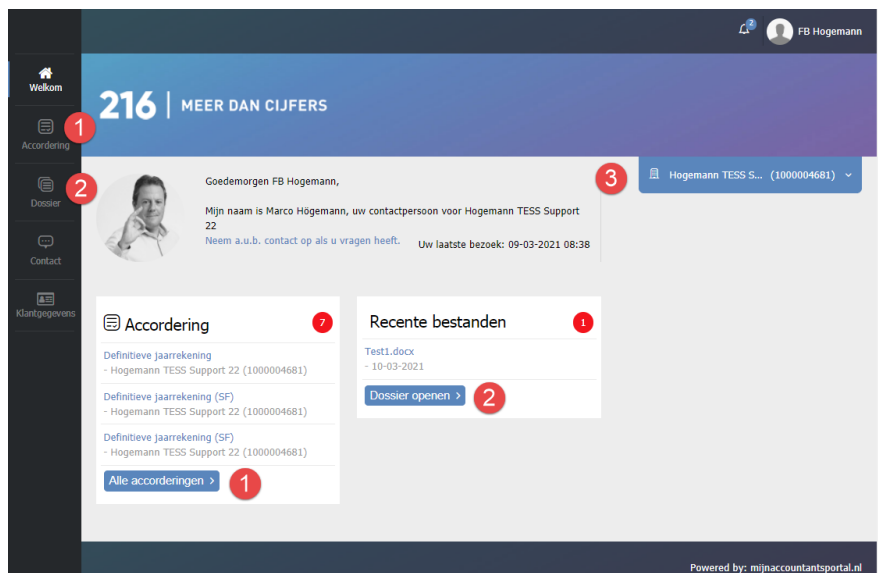 2
FB Hogemann
Welkom
216 | MEER DAN CIJFERS
1
Accordering
2
Dossier
Contact
Klantgegevens
3
Hogemann TESS S... (1000004681)
Goedemorgen FB Hogemann,
Mijn naam is Marco Högemann, uw contactpersoon voor Hogemann TESS Support
22
Neem a.u.b. contact op als u vragen heeft.
Uw laatste bezoek: 09-03-2021 08:38
Accordering
7
Definitieve jaarrekening
- Hogemann TESS Support 22 (1000004681)
Definitieve jaarrekening (SF)
- Hogemann TESS Support 22 (1000004681)
Definitieve jaarrekening (SF)
- Hogemann TESS Support 22 (1000004681)
Alle accorderingen >
1
Recente bestanden
1
Test1.docx
- 10-03-2021
Dossier openen >
2
Powered by: mijnaccountantsportal.nl